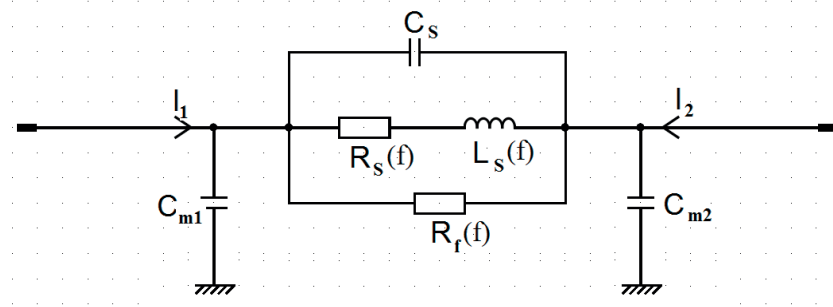 C_S
I_1
I_2
R_S(f)
L_S(f)
C_m1
C_m2
R_f(f)